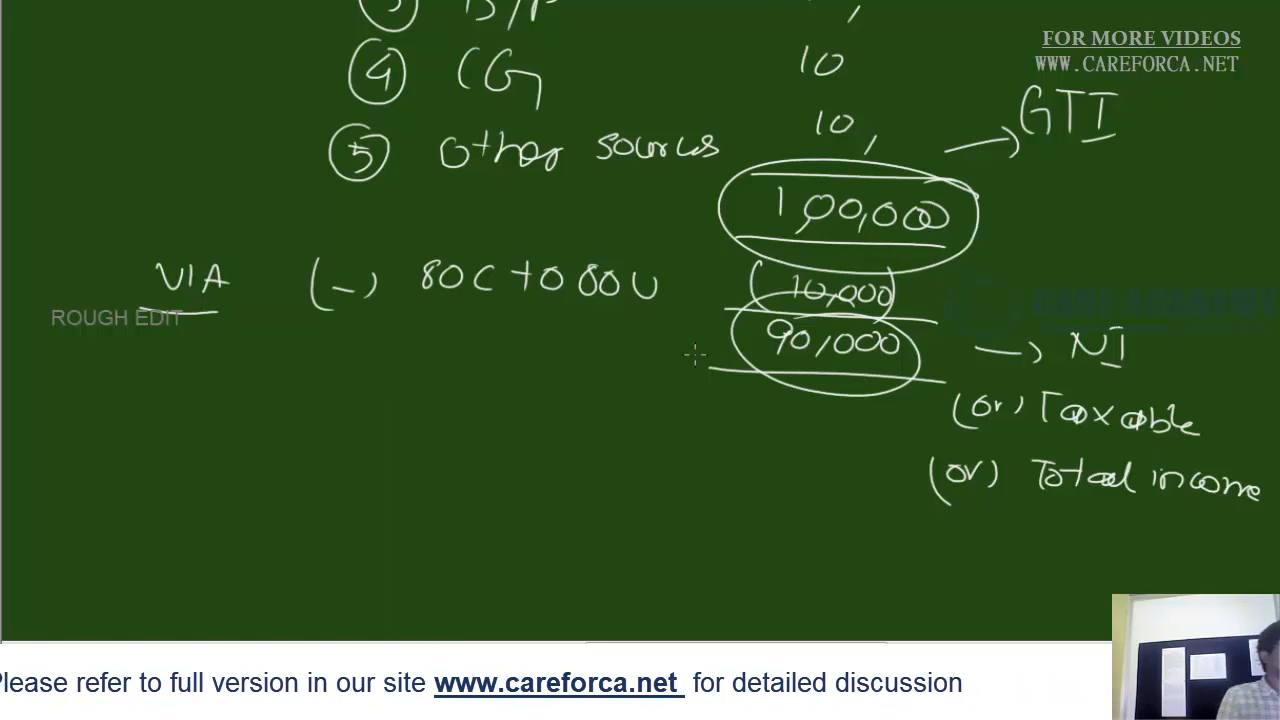 FOR MORE VIDEOS
WWW.CAREFORCA.NET
4 CG 10
GTI
5 Other sources 10,
1,00,000
VIA (-) 80C to 80U (10,000)
ROUGH EDIT
90,000 → NI
(or) Taxable
(or) Total income
Please refer to full version in our site www.careforca.net for detailed discussion